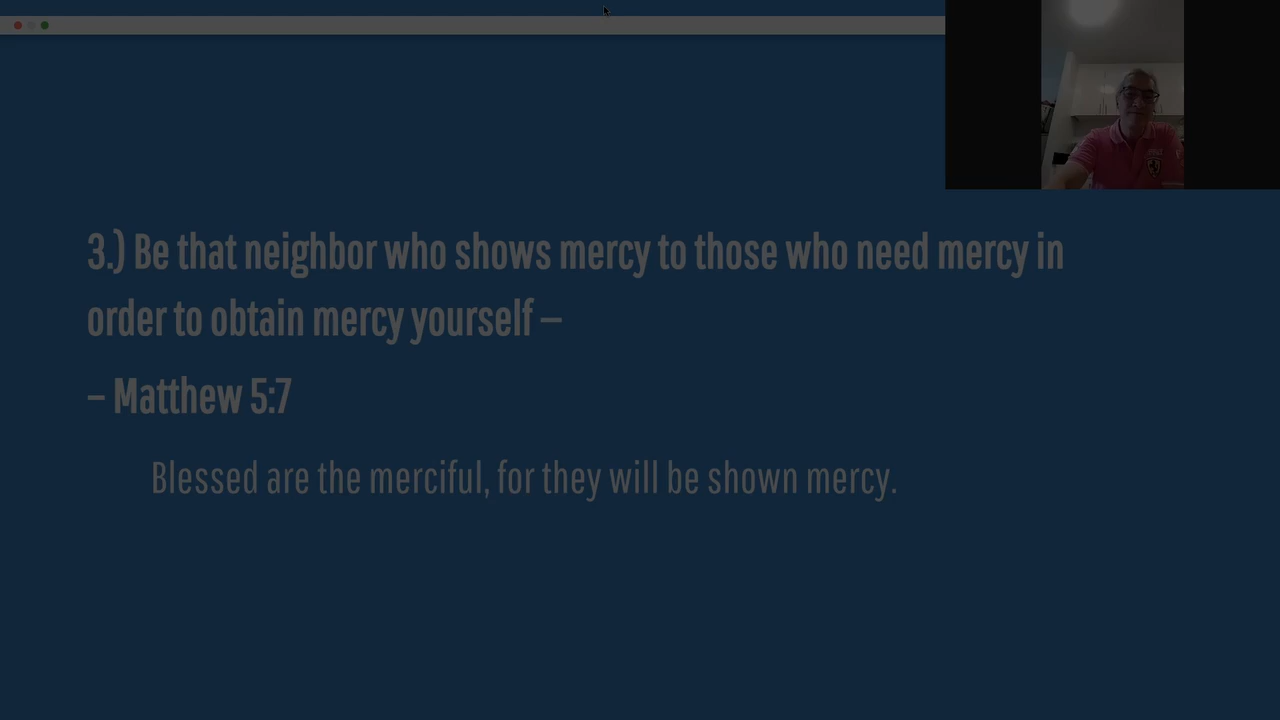 3.) Be that neighbor who shows mercy to those who need mercy in
order to obtain mercy yourself –
– Matthew 5:7
Blessed are the merciful, for they will be shown mercy.